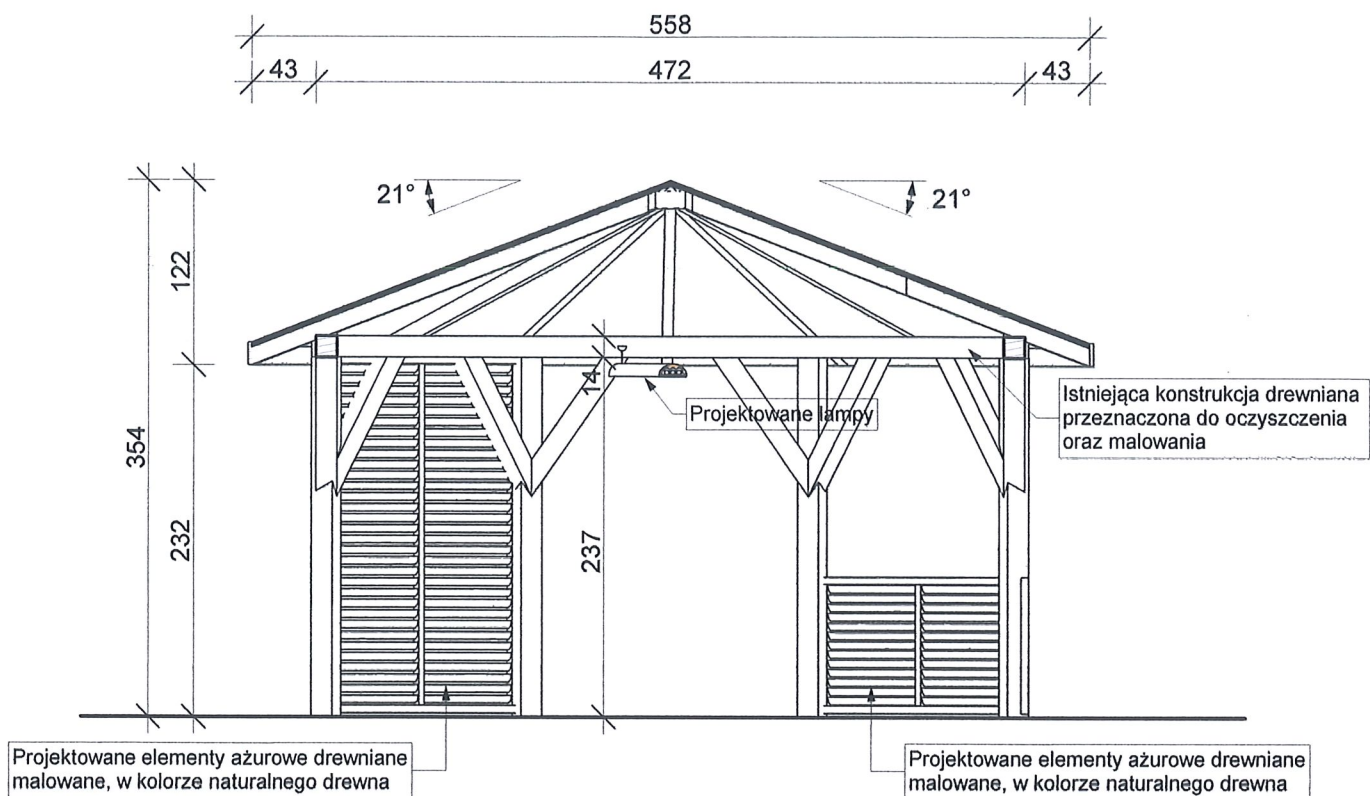 558
43
472
43
21°
21°
122
354
232
14
237
Projektowane lampy
Istniejąca konstrukcja drewniana
przeznaczona do oczyszczenia
oraz malowania
Projektowane elementy ażurowe drewniane
malowane, w kolorze naturalnego drewna
Projektowane elementy ażurowe drewniane
malowane, w kolorze naturalnego drewna